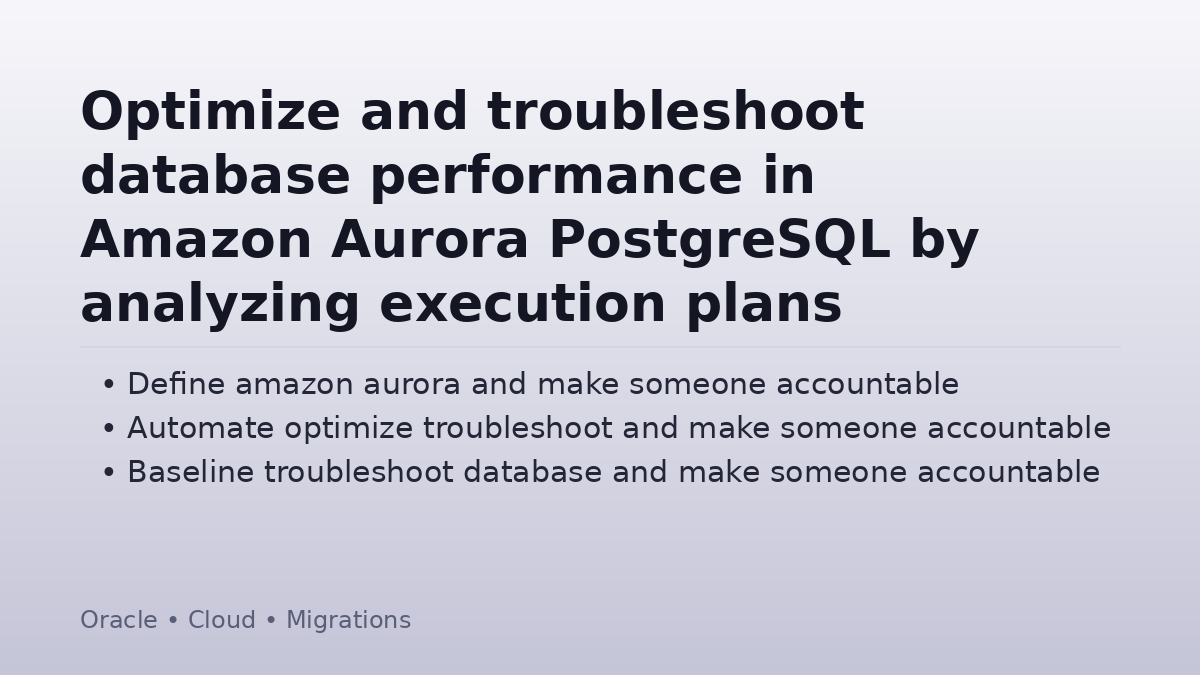 Optimize and troubleshoot
database performance in
Amazon Aurora PostgreSQL by
analyzing execution plans
• Define amazon aurora and make someone accountable
• Automate optimize troubleshoot and make someone accountable
• Baseline troubleshoot database and make someone accountable
Oracle • Cloud • Migrations